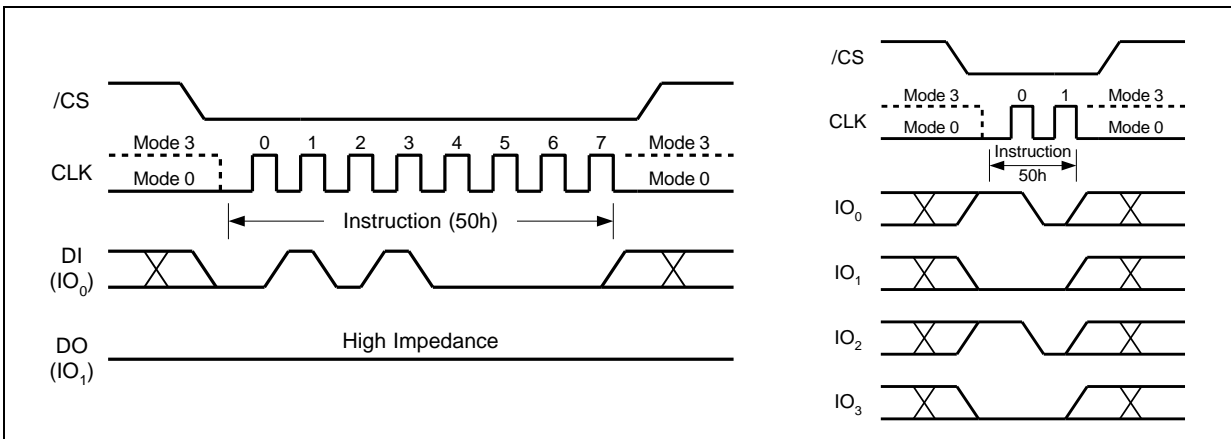 /CS
Mode 3 0 1 2 3 4 5 6 7 Mode 3
CLK
Mode 0 Mode 0
Instruction (50h)
DI
(IO0)
High Impedance
DO
(IO1)
/CS
Mode 3 0 1 Mode 3
CLK
Mode 0 Mode 0
Instruction
50h
IO0
IO1
IO2
IO3